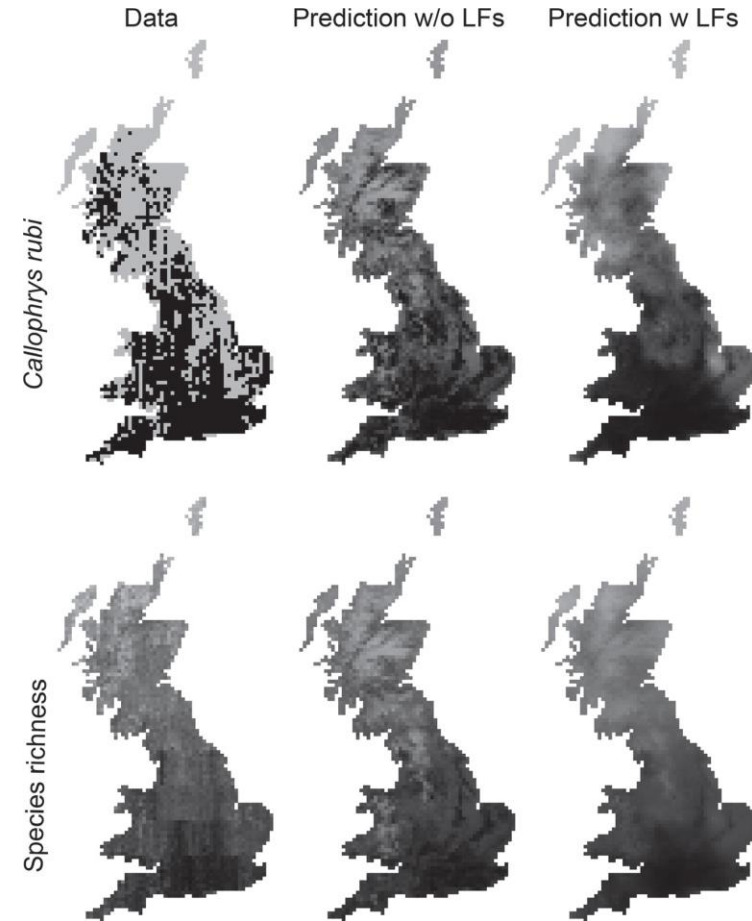 Data Prediction w/o LFs Prediction w LFs
Callophrys rubi
Species richness